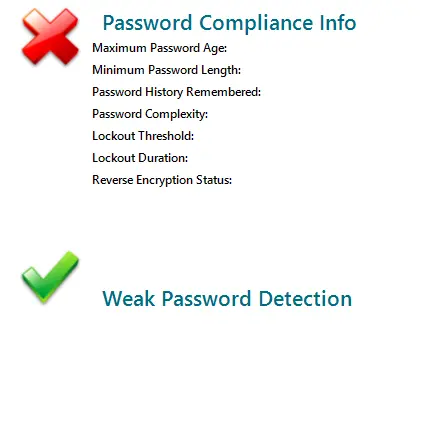 Password Compliance Info
Maximum Password Age:
Minimum Password Length:
Password History Remembered:
Password Complexity:
Lockout Threshold:
Lockout Duration:
Reverse Encryption Status:
Weak Password Detection